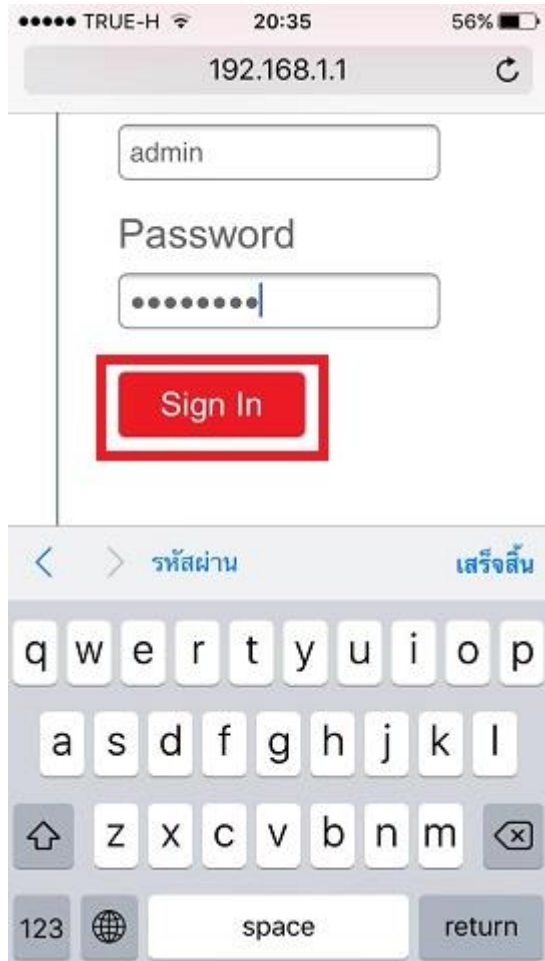 TRUE-H 20:35 56%
192.168.1.1
admin
Password
••••••••
Sign In
รหัสผ่าน เสร็จสิ้น
q w e r t y u i o p
a s d f g h j k l
z x c v b n m
123 space return